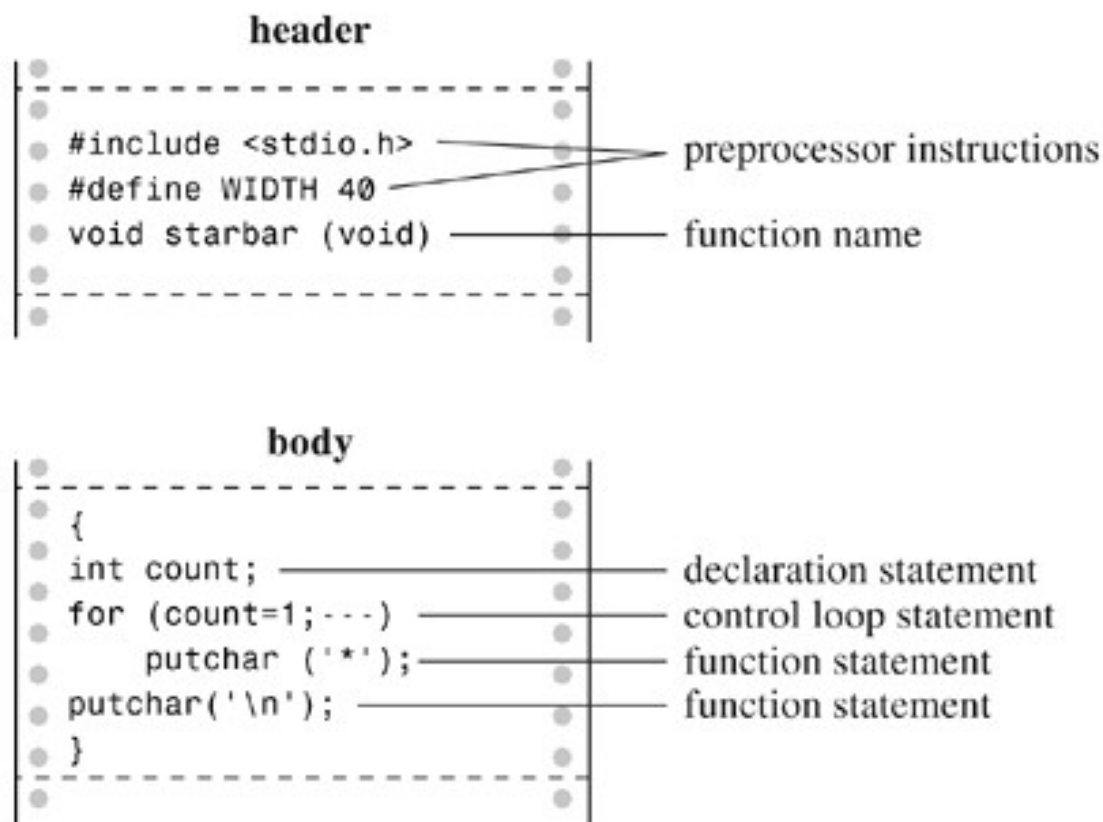 header
#include <stdio.h>
#define WIDTH 40
preprocessor instructions
void starbar (void)
function name
body
{
int count;
declaration statement
for (count=1;---)
control loop statement
putchar ('*');
function statement
putchar('\n');
function statement
}